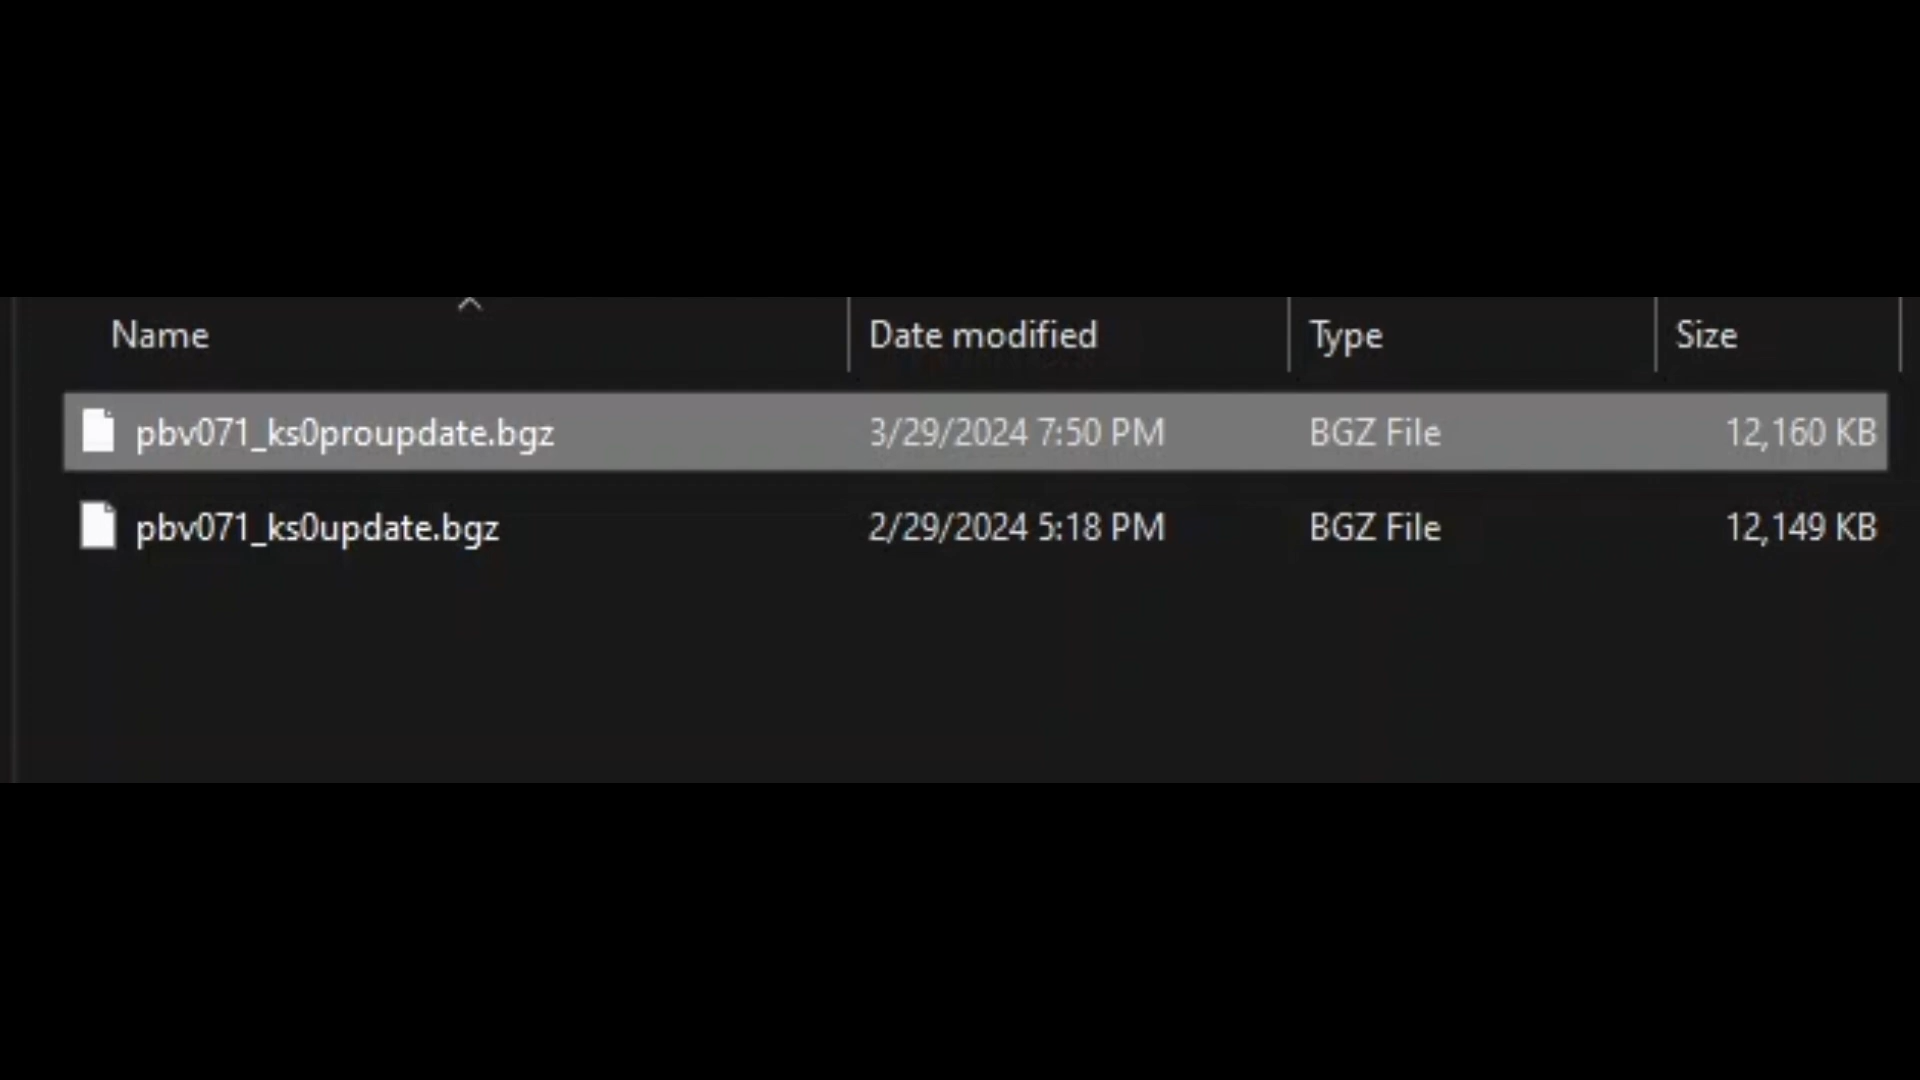 Name Date modified Type Size
pbv071_ks0proupdate.bgz 3/29/2024 7:50 PM BGZ File 12,160 KB
pbv071_ks0update.bgz 2/29/2024 5:18 PM BGZ File 12,149 KB